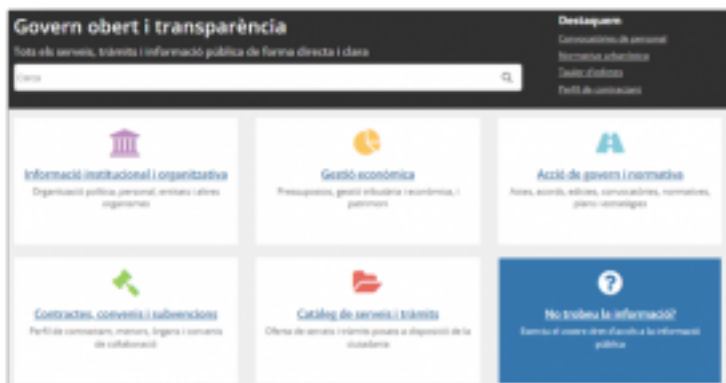 Govern obert i transparència
Tots els serveis, tràmits i informació pública de forma directa i clara
Cerca
Destaquem
Convocatòries de personal
Normativa urbanística
Tauler d'edictes
Perfil de contractant
Informació institucional i organitzativa
Organització política, personal, entitats i altres
organismes
Gestió econòmica
Pressupostos, gestió tributària i econòmica, i
patrimoni
Acció de govern i normativa
Actes, acords, edictes, convocatòries, normatives,
plans i estratègies
Contractes, convenis i subvencions
Perfil de contractant, menors, òrgans i convenis
de col·laboració
Catàleg de serveis i tràmits
Oferta de serveis i tràmits posats a disposició de la
ciutadania
No trobeu la informació?
Exerciu el vostre dret d'accés a la informació
pública